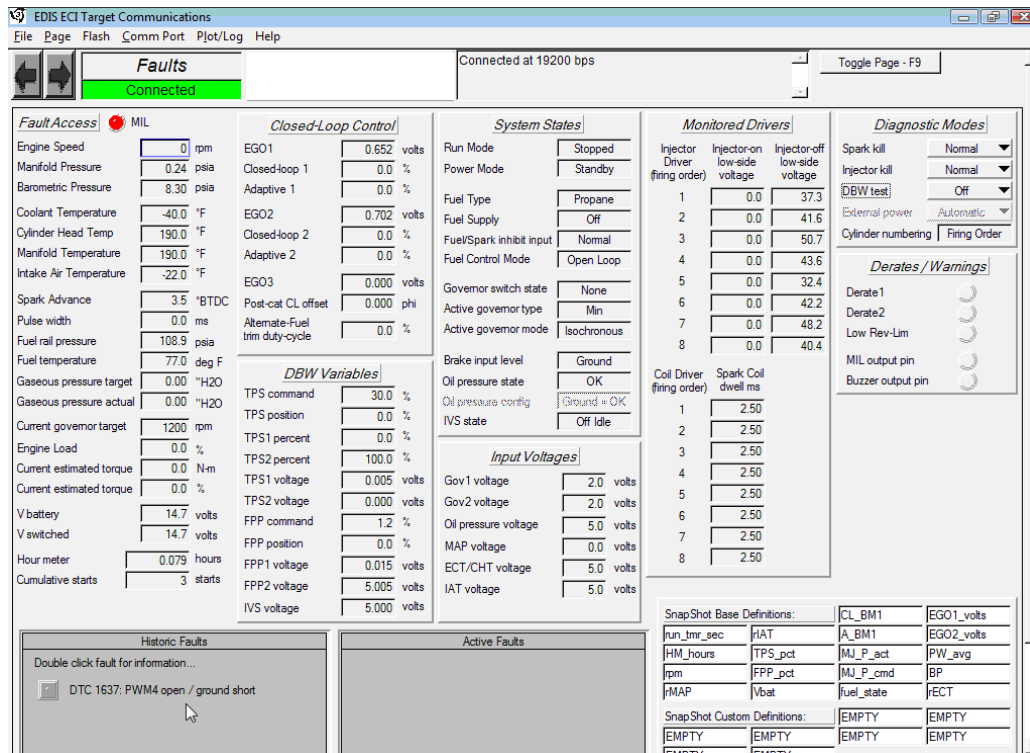 EDIS ECI Target Communications
File Page Flash Comm Port Plot/Log Help
Faults
Connected
Connected at 19200 bps
Toggle Page - F9
Fault Access MIL
Engine Speed 0 rpm
Manifold Pressure 0.24 psia
Barometric Pressure 8.30 psia
Coolant Temperature -40.0 °F
Cylinder Head Temp 190.0 °F
Manifold Temperature 190.0 °F
Intake Air Temperature -22.0 °F
Spark Advance 3.5 °BTDC
Pulse width 0.0 ms
Fuel rail pressure 108.9 psia
Fuel temperature 77.0 deg F
Gaseous pressure target 0.00 "H2O
Gaseous pressure actual 0.00 "H2O
Current governor target 1200 rpm
Engine Load 0.0 %
Current estimated torque 0.0 N-m
Current estimated torque 0.0 %
V battery 14.7 volts
V switched 14.7 volts
Hour meter 0.079 hours
Cumulative starts 3 starts
Closed-Loop Control
EGO1 0.652 volts
Closed-loop 1 0.0 %
Adaptive 1 0.0 %
EGO2 0.702 volts
Closed-loop 2 0.0 %
Adaptive 2 0.0 %
EGO3 0.000 volts
Post-cat CL offset 0.000 phi
Alternate-Fuel
trim duty-cycle 0.0 %
DBW Variables
TPS command 30.0 %
TPS position 0.0 %
TPS1 percent 0.0 %
TPS2 percent 100.0 %
TPS1 voltage 0.005 volts
TPS2 voltage 0.000 volts
FPP command 1.2 %
FPP position 0.0 %
FPP1 voltage 0.015 volts
FPP2 voltage 5.005 volts
IVS voltage 5.000 volts
System States
Run Mode Stopped
Power Mode Standby
Fuel Type Propane
Fuel Supply Off
Fuel/Spark inhibit input Normal
Fuel Control Mode Open Loop
Governor switch state None
Active governor type Min
Active governor mode Isochronous
Brake input level Ground
Oil pressure state OK
Oil pressure config Ground = OK
IVS state Off Idle
Input Voltages
Gov1 voltage 2.0 volts
Gov2 voltage 2.0 volts
Oil pressure voltage 5.0 volts
MAP voltage 0.0 volts
ECT/CHT voltage 5.0 volts
IAT voltage 5.0 volts
Monitored Drivers
Injector Injector-on Injector-off
Driver low-side low-side
(firing order) voltage voltage
1 0.0 37.3
2 0.0 41.6
3 0.0 50.7
4 0.0 43.6
5 0.0 32.4
6 0.0 42.2
7 0.0 48.2
8 0.0 40.4
Coil Driver Spark Coil
(firing order) dwell ms
1 2.50
2 2.50
3 2.50
4 2.50
5 2.50
6 2.50
7 2.50
8 2.50
Diagnostic Modes
Spark kill Normal
Injector kill Normal
DBW test Off
External power Automatic
Cylinder numbering Firing Order
Derates / Warnings
Derate1
Derate2
Low Rev-Lim
MIL output pin
Buzzer output pin
Historic Faults
Double click fault for information...
DTC 1637: PWM4 open / ground short
Active Faults
SnapShot Base Definitions: CL_BM1 EGO1_volts
run_tmr_sec rIAT A_BM1 EGO2_volts
HM_hours TPS_pct MJ_P_act PW_avg
rpm FPP_pct MJ_P_cmd BP
rMAP Vbat fuel_state rECT
SnapShot Custom Definitions: EMPTY EMPTY
EMPTY EMPTY EMPTY EMPTY
EMPTY EMPTY